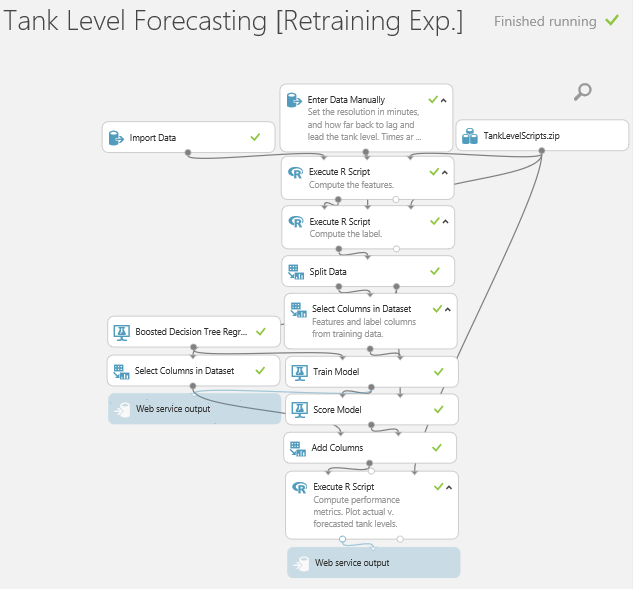 Tank Level Forecasting [Retraining Exp.]
Finished running
Enter Data Manually
Set the resolution in minutes,
and how far back to lag and
lead the tank level. Times ar ...
Import Data
TankLevelScripts.zip
Execute R Script
Compute the features.
Execute R Script
Compute the label.
Split Data
Select Columns in Dataset
Features and label columns
from training data.
Boosted Decision Tree Regr...
Select Columns in Dataset
Train Model
Web service output
Score Model
Add Columns
Execute R Script
Compute performance
metrics. Plot actual v.
forecasted tank levels.
Web service output